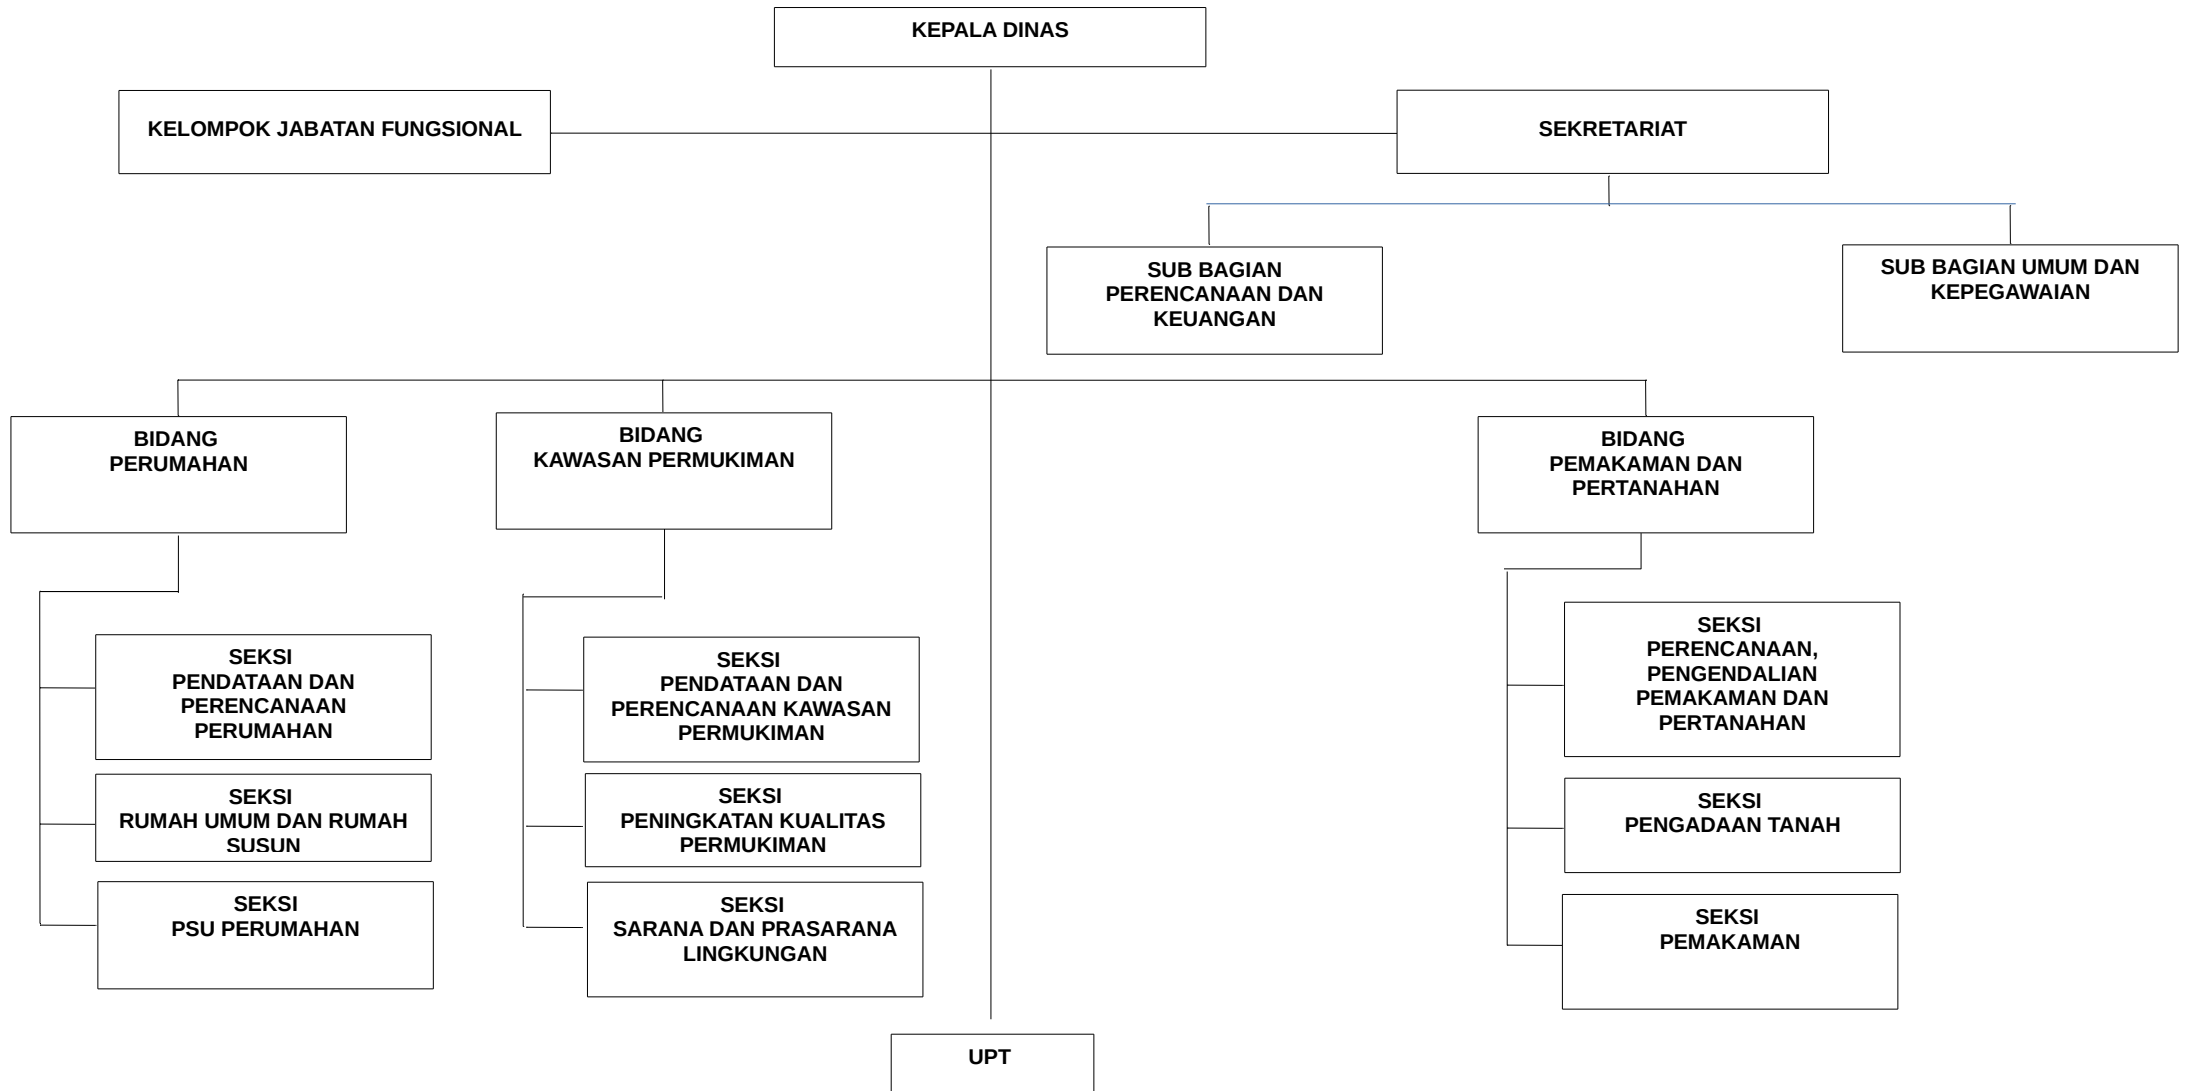 KEPALA DINAS
KELOMPOK JABATAN FUNGSIONAL
SEKRETARIAT
SUB BAGIAN
PERENCANAAN DAN
KEUANGAN
SUB BAGIAN UMUM DAN
KEPEGAWAIAN
BIDANG
PERUMAHAN
BIDANG
KAWASAN PERMUKIMAN
BIDANG
PEMAKAMAN DAN
PERTANAHAN
SEKSI
PENDATAAN DAN
PERENCANAAN
PERUMAHAN
SEKSI
RUMAH UMUM DAN RUMAH
SUSUN
SEKSI
PSU PERUMAHAN
SEKSI
PENDATAAN DAN
PERENCANAAN KAWASAN
PERMUKIMAN
SEKSI
PENINGKATAN KUALITAS
PERMUKIMAN
SEKSI
SARANA DAN PRASARANA
LINGKUNGAN
SEKSI
PERENCANAAN,
PENGENDALIAN
PEMAKAMAN DAN
PERTANAHAN
SEKSI
PENGADAAN TANAH
SEKSI
PEMAKAMAN
UPT